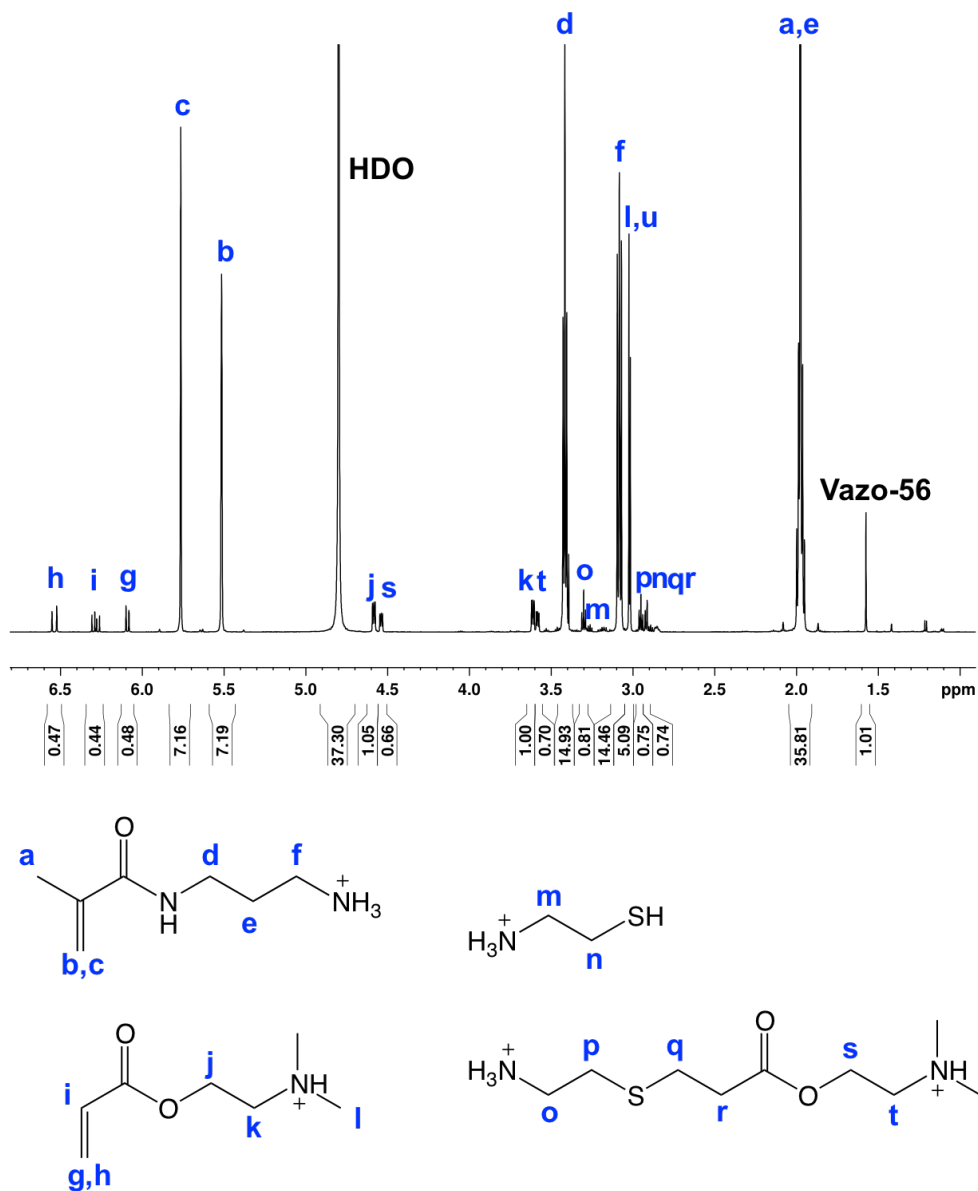 d
a,e
c
HDO
f
l,u
b
Vazo-56
h
i
g
j
s
k
t
o
m
pnqr
6.5 6.0 5.5 5.0 4.5 4.0 3.5 3.0 2.5 2.0 1.5 ppm
0.47 0.44 0.48 7.16 7.19 37.30 1.05 0.66 1.00 0.70 14.93 0.81 14.46 5.09 0.75 0.74 35.81 1.01
O
a
d
f
m
N
H
+
NH3
SH
e
+
H3N
n
b,c
O
O
j
+
NH
p
q
s
+
NH
i
O
+
H3N
S
O
k
l
o
r
t
g,h